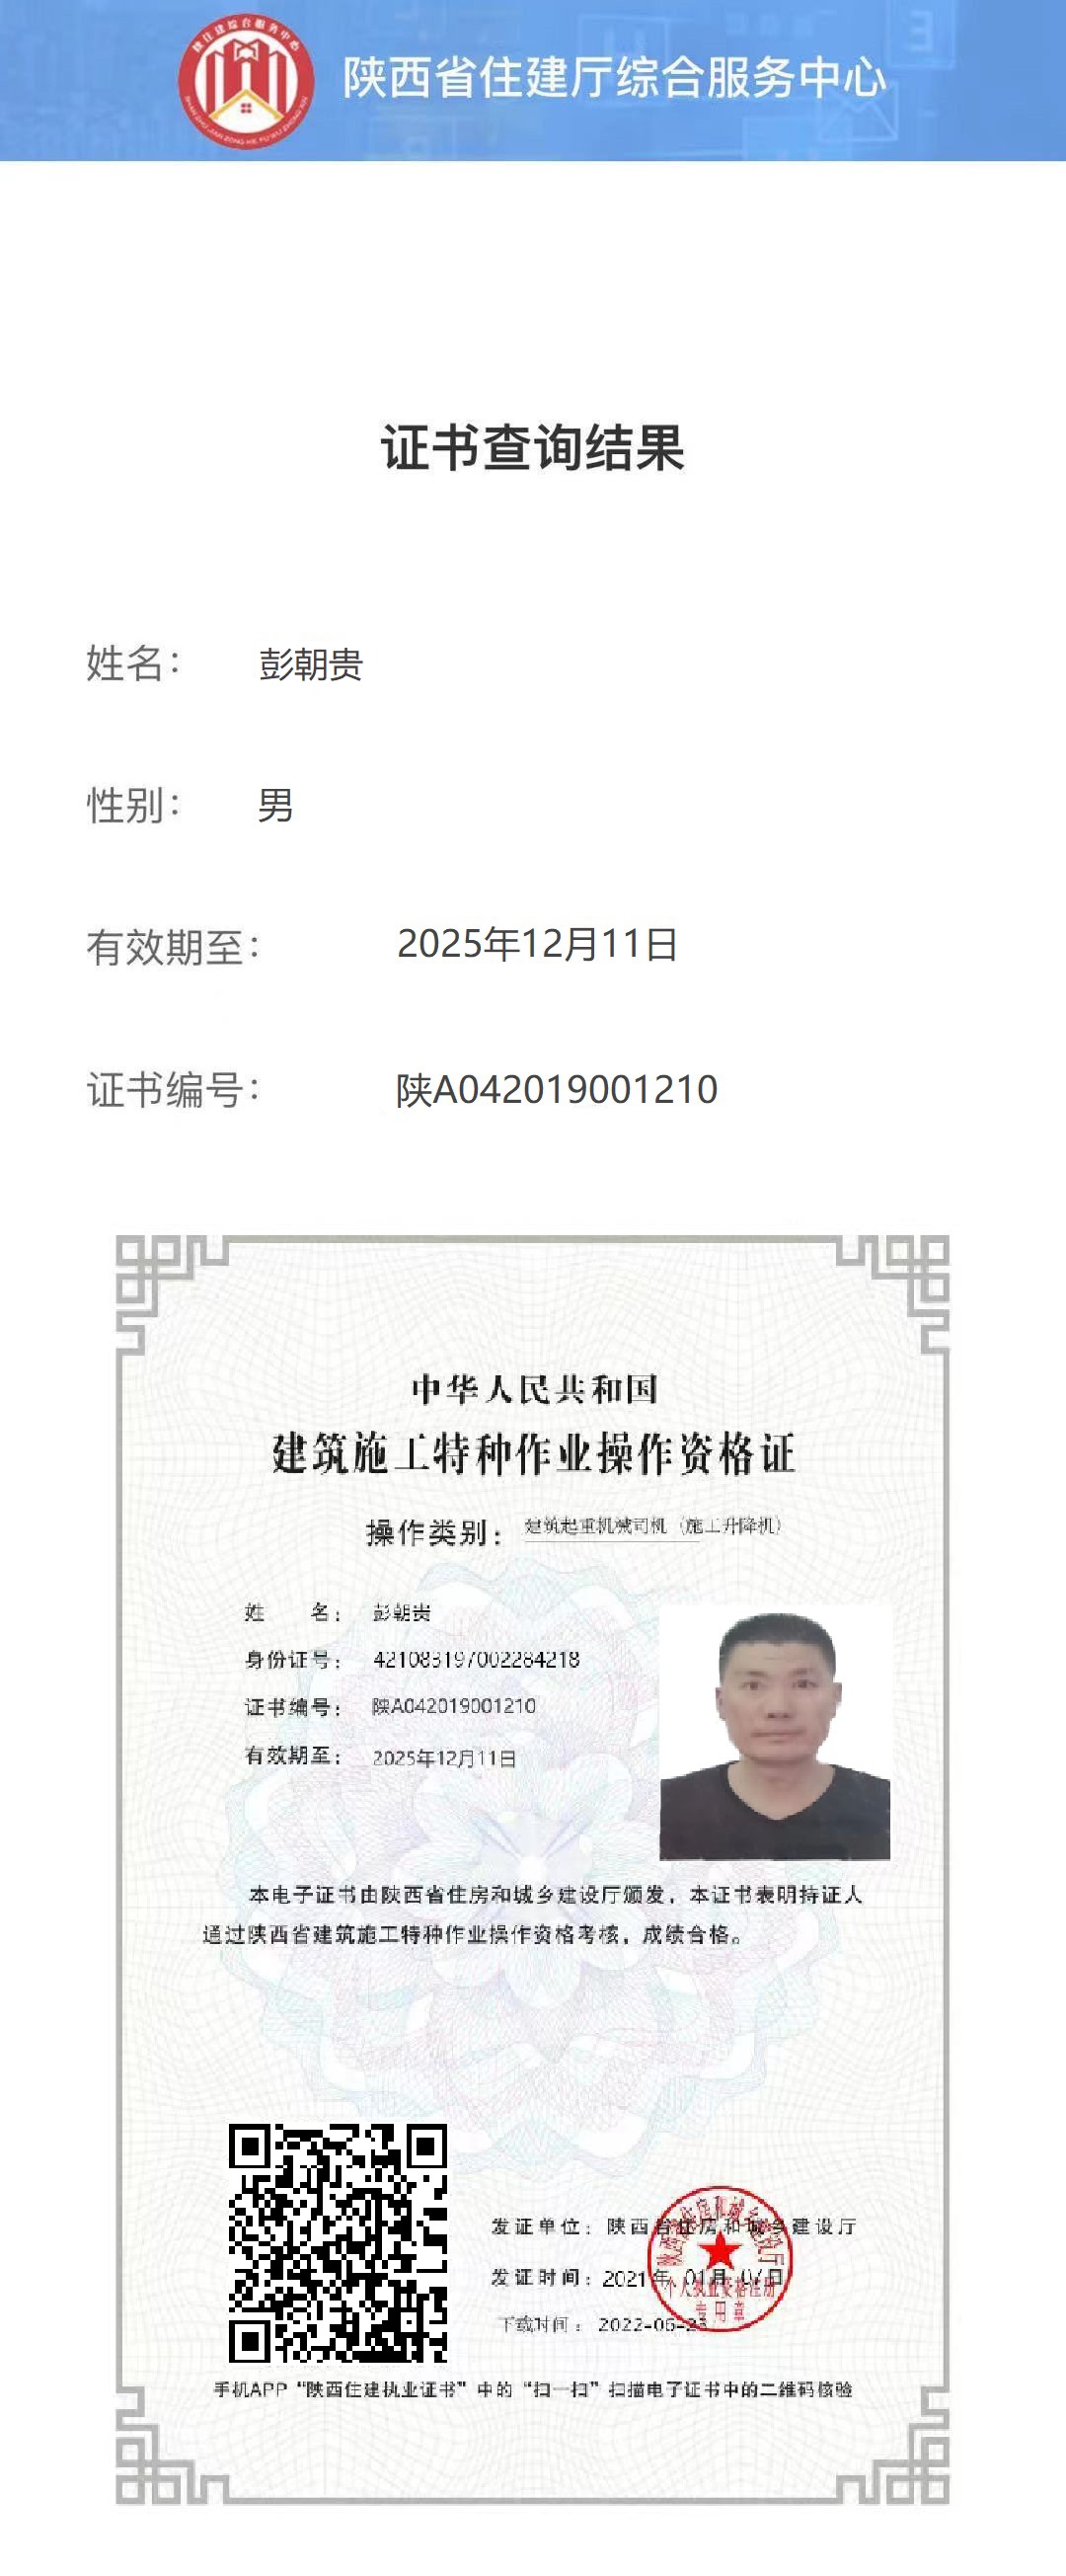 陕西省住建厅综合服务中心
证书查询结果
姓名： 彭朝贵
性别： 男
有效期至： 2025年12月11日
证书编号： 陕A042019001210
中华人民共和国
建筑施工特种作业操作资格证
操作类别： 建筑起重机械司机（施工升降机）
姓 名： 彭朝贵
身份证号： 421083197002284218
证书编号： 陕A042019001210
有效期至： 2025年12月11日
本电子证书由陕西省住房和城乡建设厅颁发，本证书表明持证人
通过陕西省建筑施工特种作业操作资格考核，成绩合格。
发证单位：陕西省住房和城乡建设厅
发证时间：2021年 01月 07日
下载时间： 2022-06-23
个人执业资格注册
专用章
手机APP“陕西住建执业证书”中的“扫一扫”扫描电子证书中的二维码核验